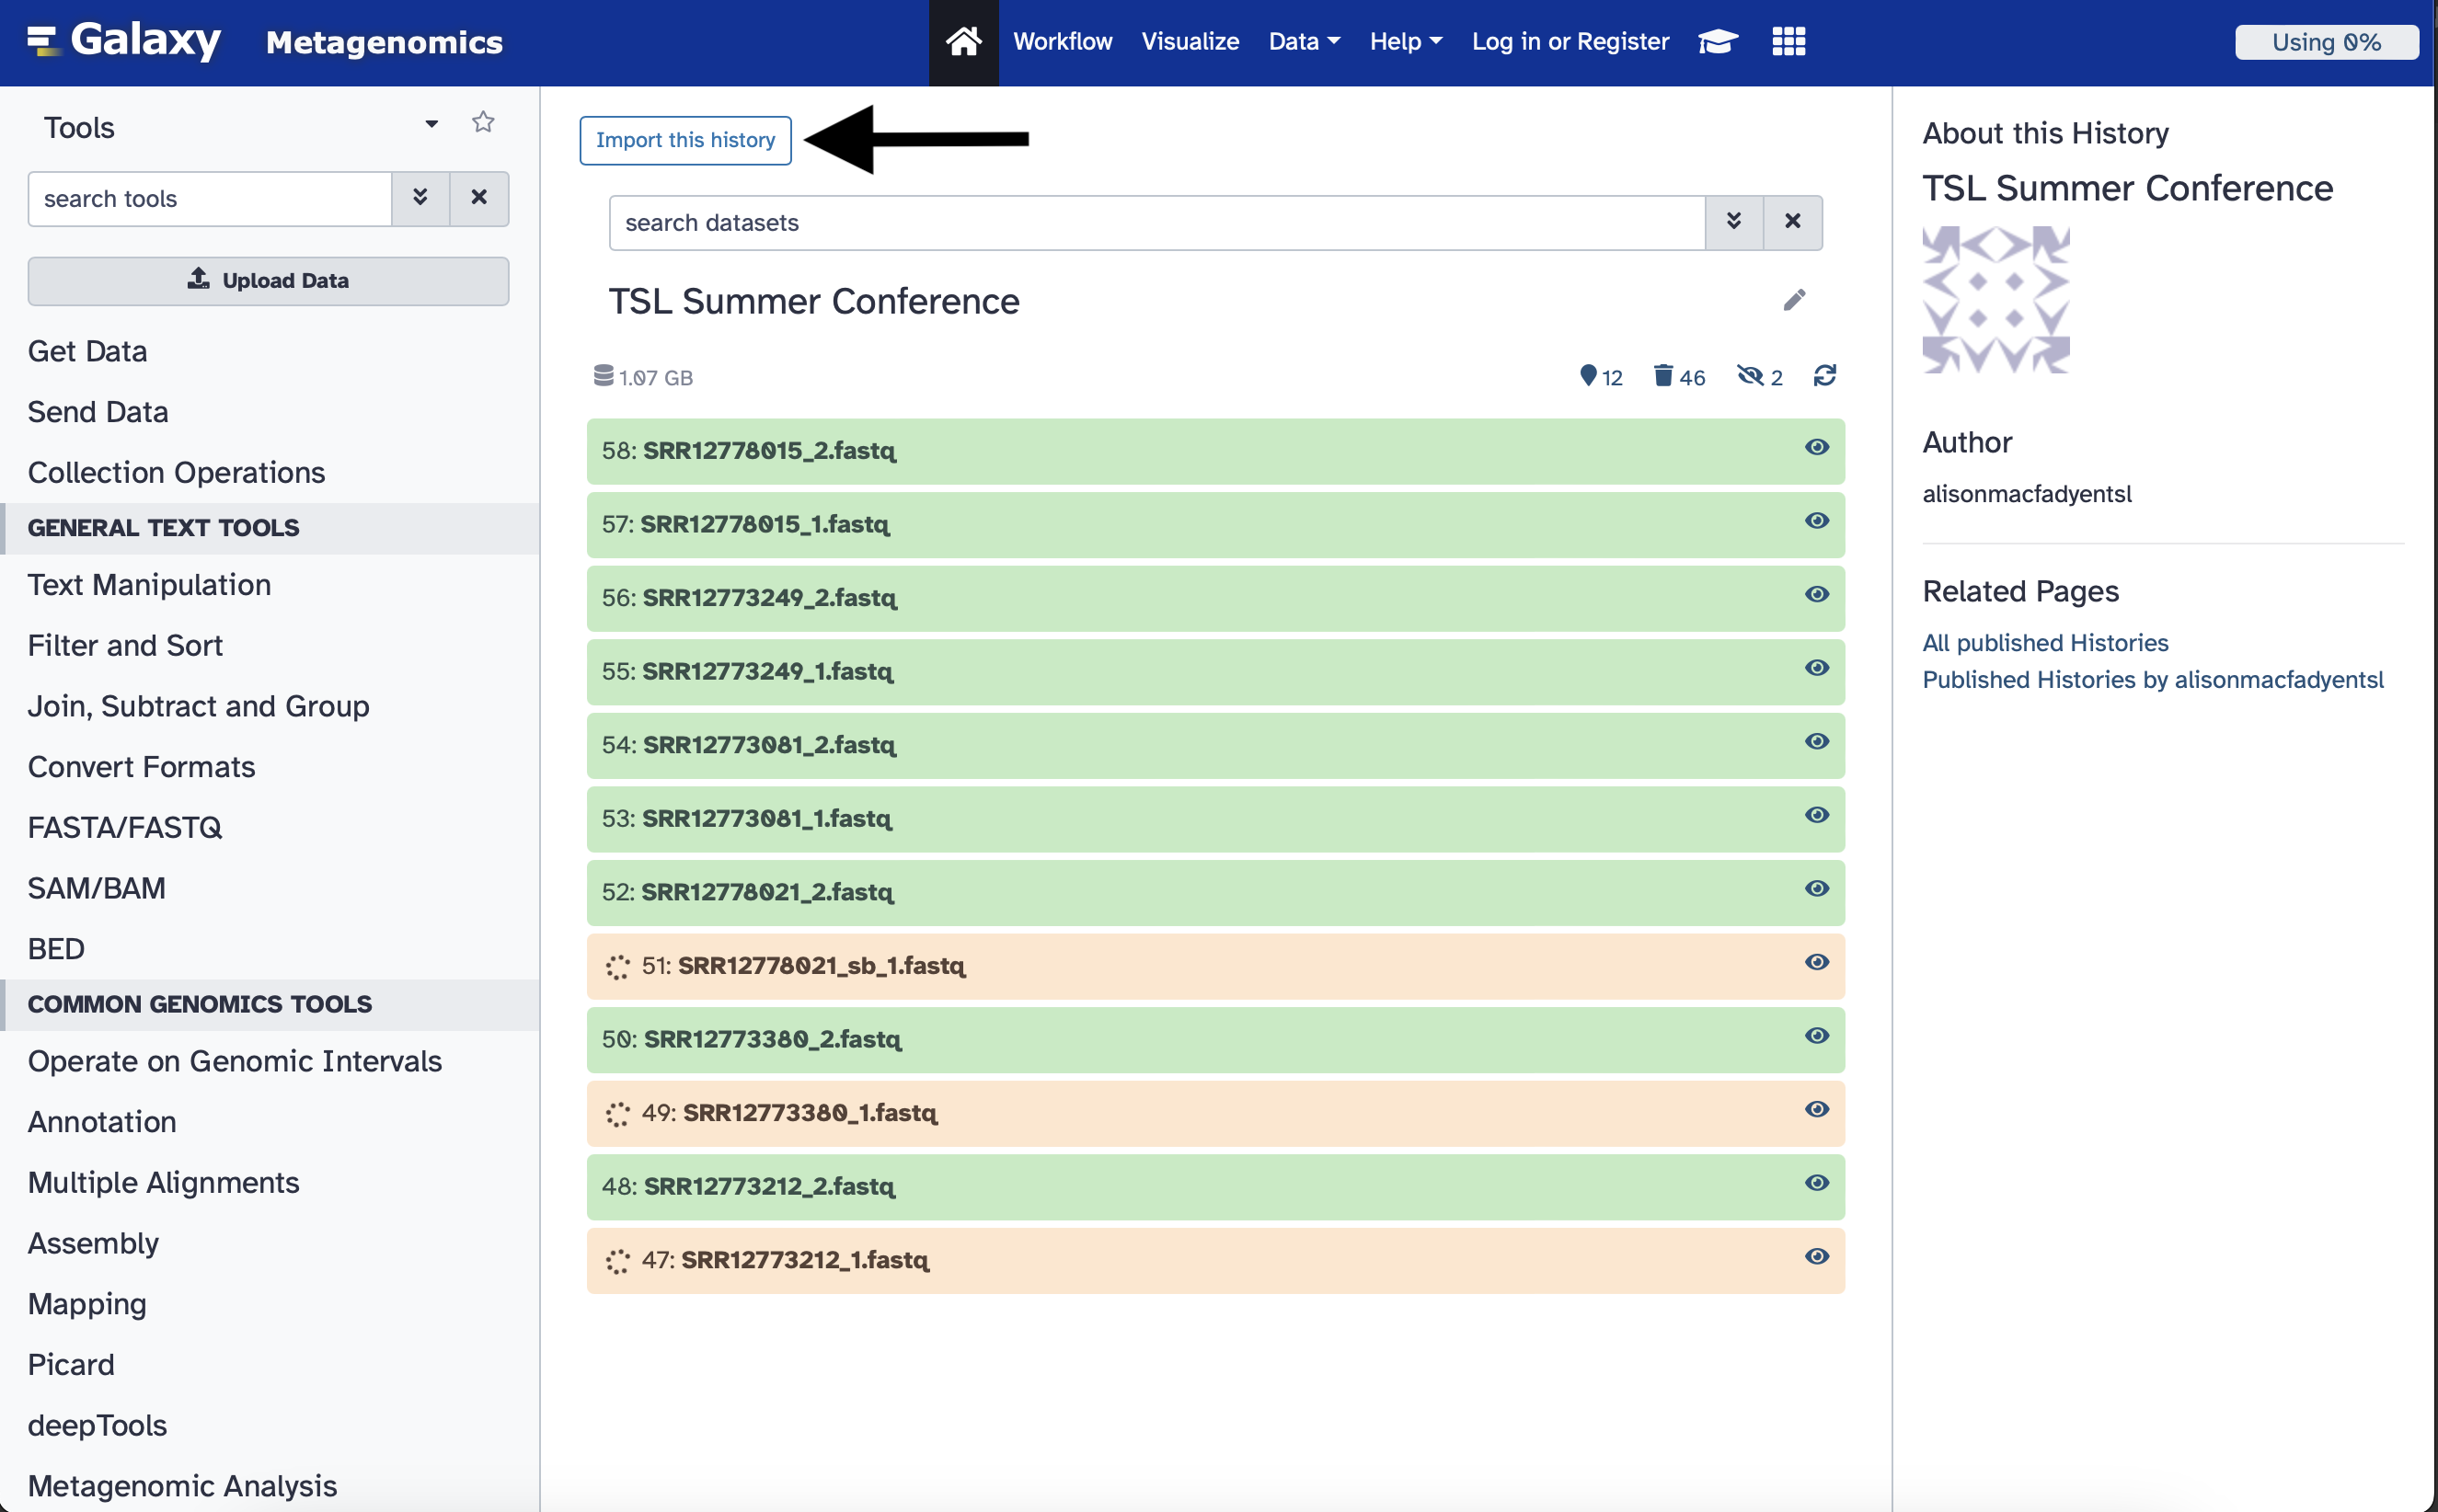 Galaxy Metagenomics
Workflow Visualize Data Help Log in or Register
Using 0%
Tools
search tools
Upload Data
Get Data
Send Data
Collection Operations
GENERAL TEXT TOOLS
Text Manipulation
Filter and Sort
Join, Subtract and Group
Convert Formats
FASTA/FASTQ
SAM/BAM
BED
COMMON GENOMICS TOOLS
Operate on Genomic Intervals
Annotation
Multiple Alignments
Assembly
Mapping
Picard
deepTools
Metagenomic Analysis
Import this history
search datasets
TSL Summer Conference
1.07 GB 12 46 2
58: SRR12778015_2.fastq
57: SRR12778015_1.fastq
56: SRR12773249_2.fastq
55: SRR12773249_1.fastq
54: SRR12773081_2.fastq
53: SRR12773081_1.fastq
52: SRR12778021_2.fastq
51: SRR12778021_sb_1.fastq
50: SRR12773380_2.fastq
49: SRR12773380_1.fastq
48: SRR12773212_2.fastq
47: SRR12773212_1.fastq
About this History
TSL Summer Conference
Author
alisonmacfadyentsl
Related Pages
All published Histories
Published Histories by alisonmacfadyentsl